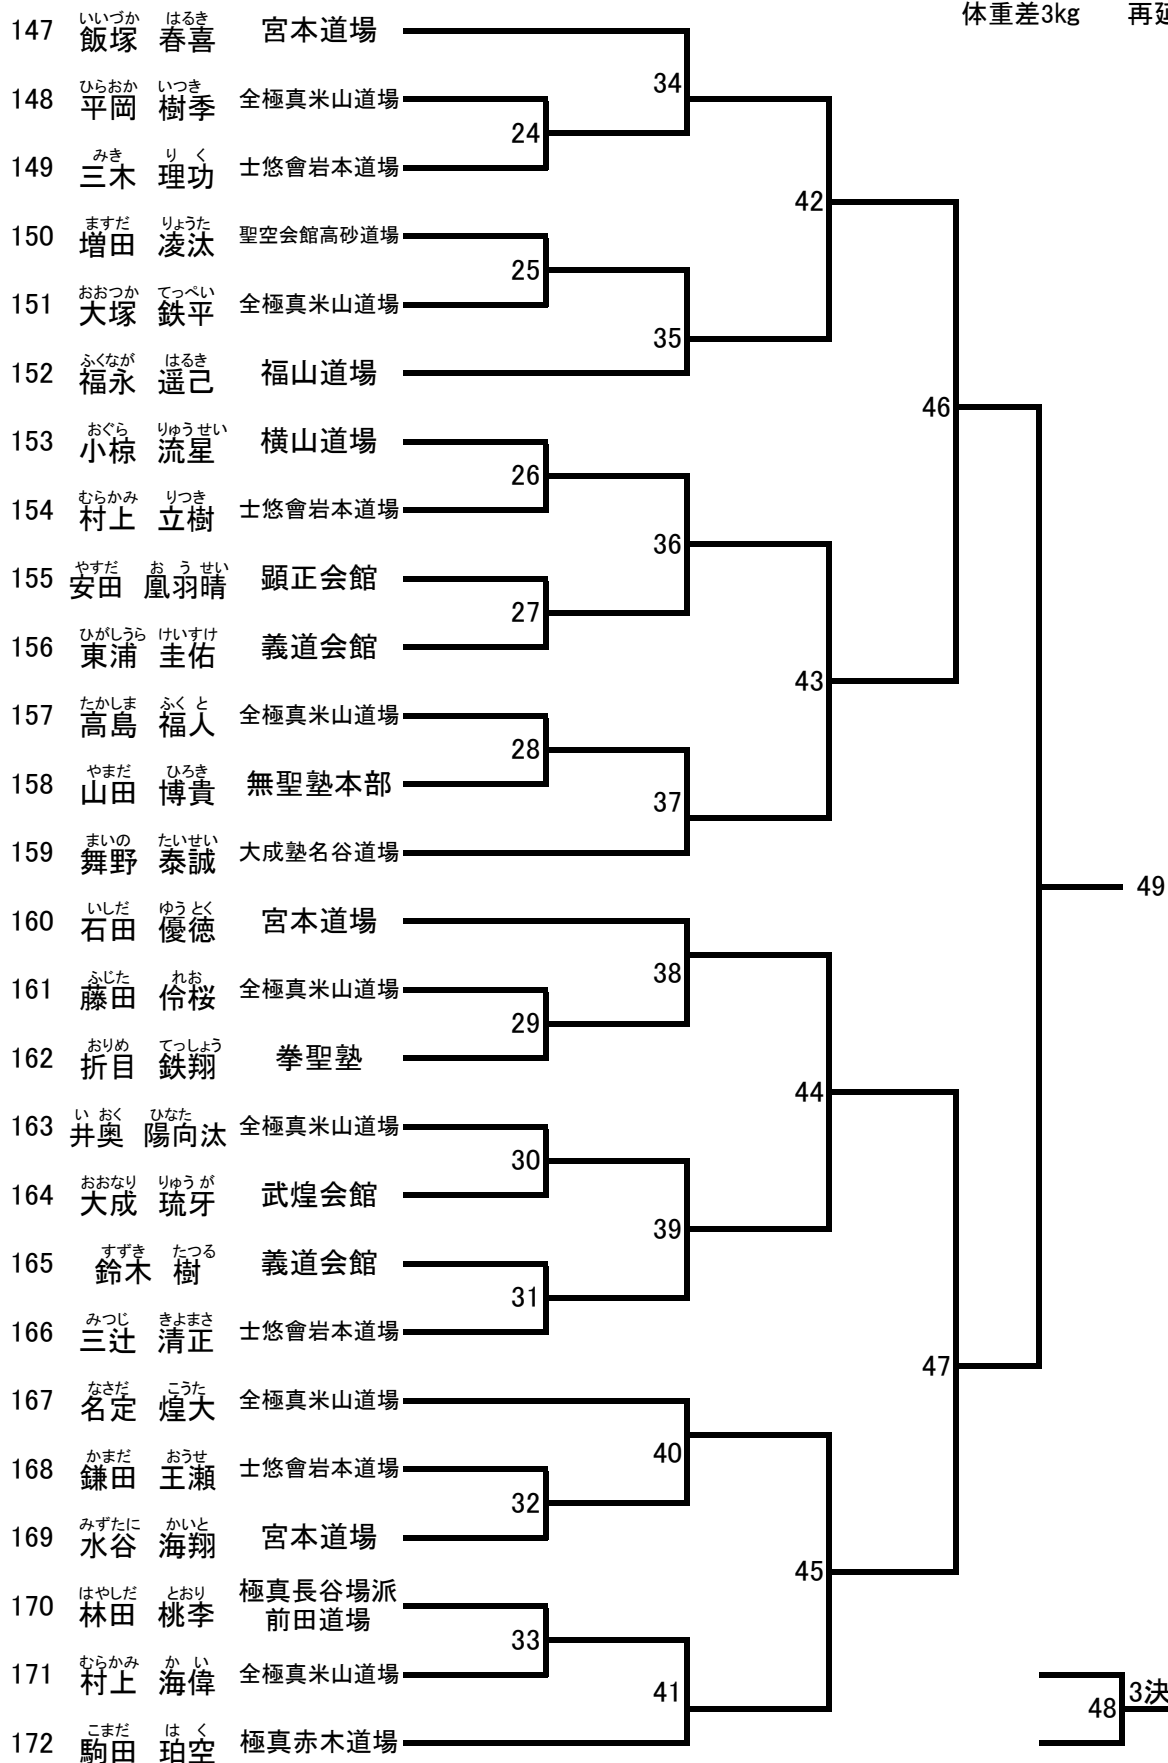 体重差3kg 再延
147 飯塚 春喜 宮本道場
いいづか はるき
148 平岡 樹季 全極真米山道場
ひらおか いつき
149 三木 理功 士悠會岩本道場
みき りく
150 増田 凌汰 聖空会館高砂道場
ますだ りょうた
151 大塚 鉄平 全極真米山道場
おおつか てっぺい
152 福永 遥己 福山道場
ふくなが はるき
153 小椋 流星 横山道場
おぐら りゅうせい
154 村上 立樹 士悠會岩本道場
むらかみ りつき
155 安田 凰羽晴 顕正会館
やすだ おうせい
156 東浦 圭佑 義道会館
ひがしうら けいすけ
157 高島 福人 全極真米山道場
たかしま ふくと
158 山田 博貴 無聖塾本部
やまだ ひろき
159 舞野 泰誠 大成塾名谷道場
まいの たいせい
160 石田 優徳 宮本道場
いしだ ゆうとく
161 藤田 伶桜 全極真米山道場
ふじた れお
162 折目 鉄翔 拳聖塾
おりめ てっしょう
163 井奥 陽向汰 全極真米山道場
いおく ひなた
164 大成 琉牙 武煌会館
おおなり りゅうが
165 鈴木 樹 義道会館
すずき たつる
166 三辻 清正 士悠會岩本道場
みつじ きよまさ
167 名定 煌大 全極真米山道場
なさだ こうた
168 鎌田 王瀬 士悠會岩本道場
かまだ おうせ
169 水谷 海翔 宮本道場
みずたに かいと
170 林田 桃李 極真長谷場派
前田道場
はやしだ とおり
171 村上 海偉 全極真米山道場
むらかみ かい
172 駒田 珀空 極真赤木道場
こまだ はく
24
25
26
27
28
29
30
31
32
33
34
35
36
37
38
39
40
41
42
43
44
45
46
47
48 3決
49